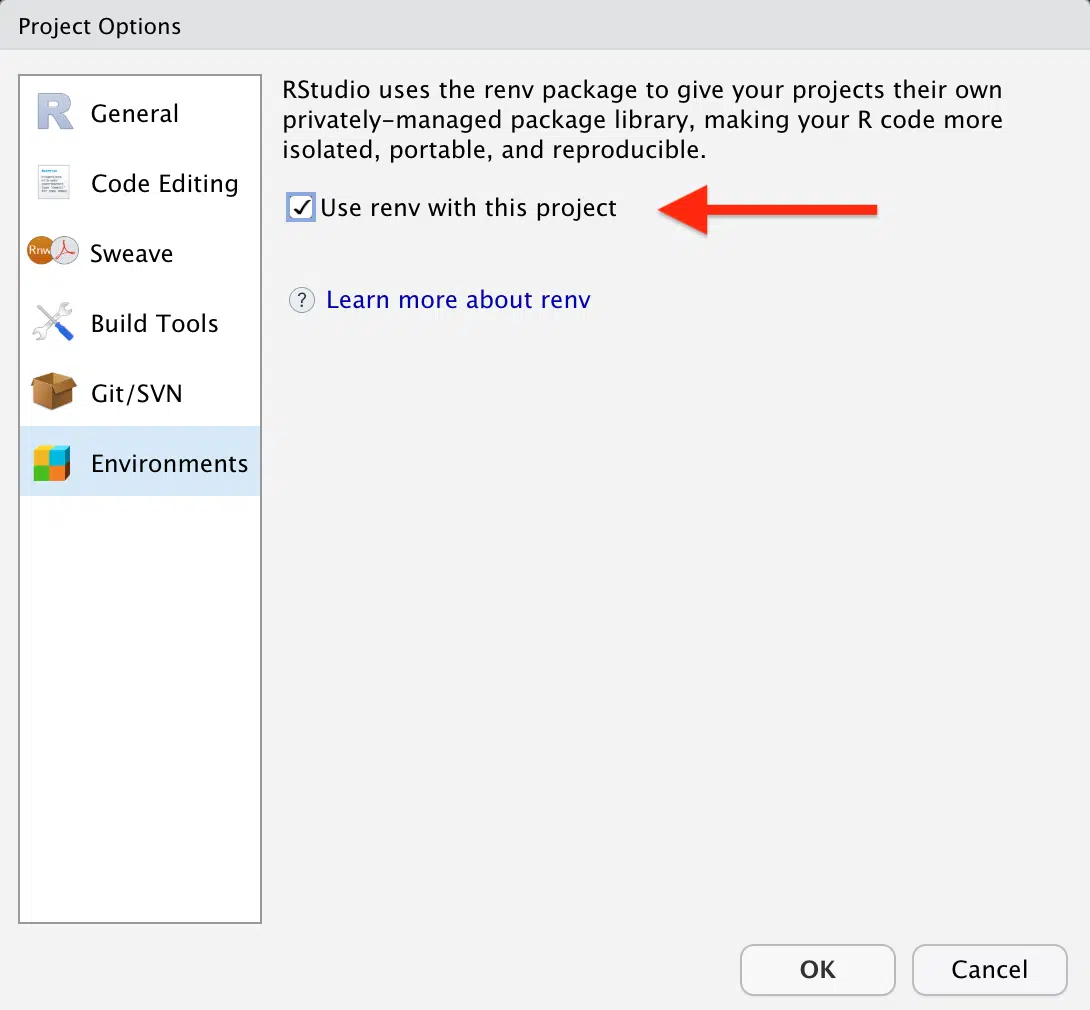 Project Options
General
Code Editing
Sweave
Build Tools
Git/SVN
Environments
RStudio uses the renv package to give your projects their own
privately-managed package library, making your R code more
isolated, portable, and reproducible.
Use renv with this project
? Learn more about renv
OK
Cancel
R
Rnw